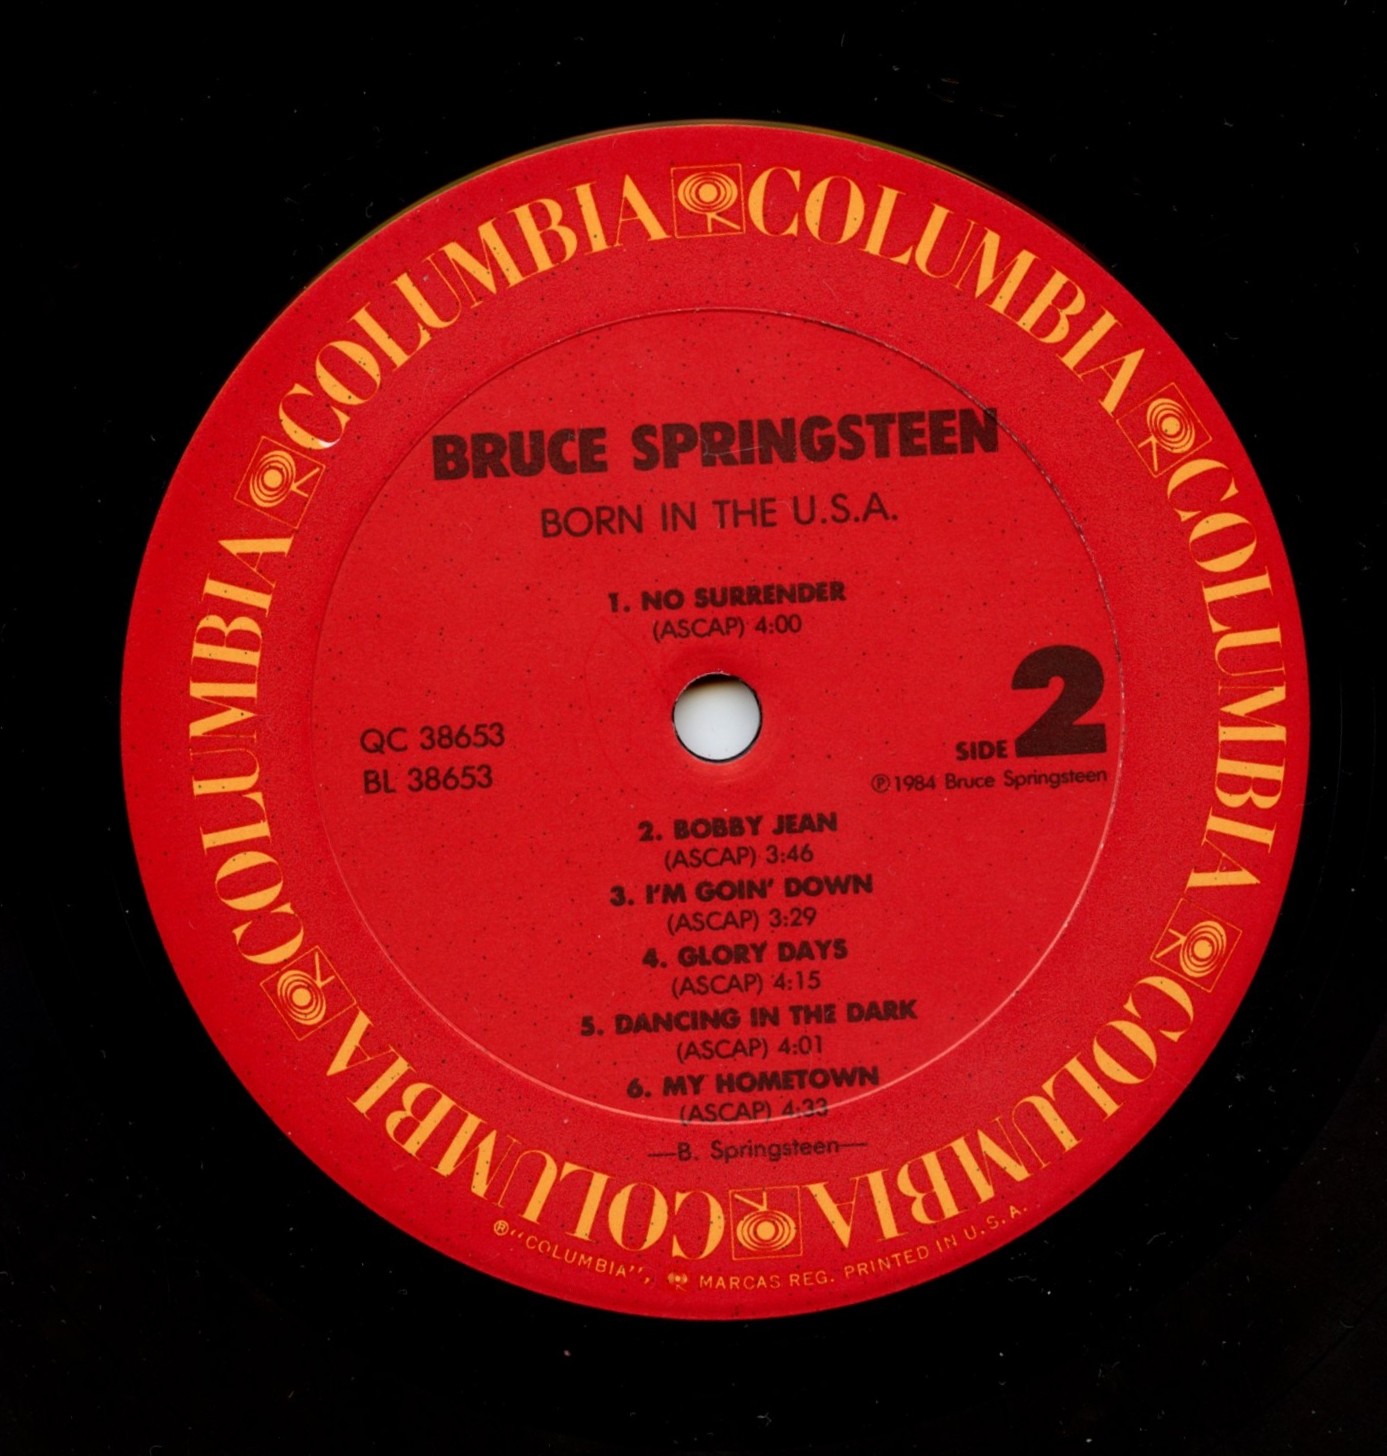 COLUMBIA COLUMBIA COLUMBIA COLUMBIA COLUMBIA COLUMBIA
BRUCE SPRINGSTEEN
BORN IN THE U.S.A.
1. NO SURRENDER
(ASCAP) 4:00
QC 38653
BL 38653
SIDE 2
℗1984 Bruce Springsteen
2. BOBBY JEAN
(ASCAP) 3:46
3. I'M GOIN' DOWN
(ASCAP) 3:29
4. GLORY DAYS
(ASCAP) 4:15
5. DANCING IN THE DARK
(ASCAP) 4:01
6. MY HOMETOWN
(ASCAP) 4:33
—B. Springsteen—
®"COLUMBIA", MARCAS REG. PRINTED IN U.S.A.